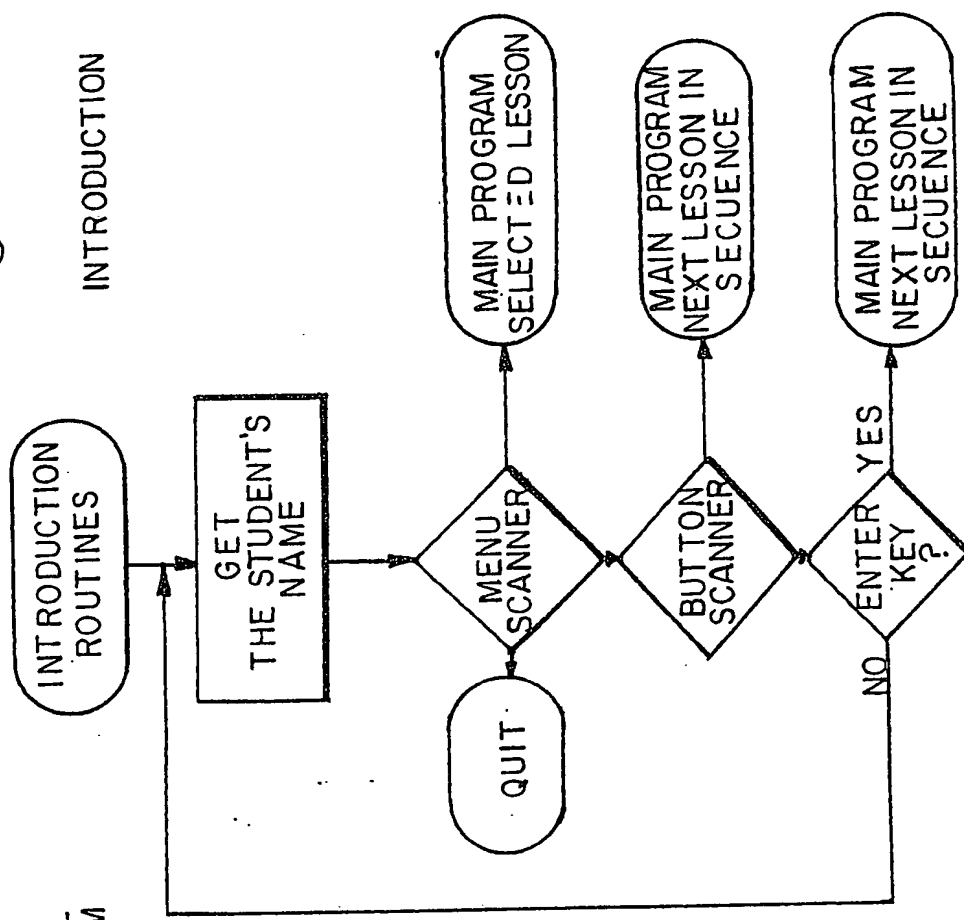 INTRODUCTION
INTRODUCTION
ROUTINES
GET
THE STUDENT'S
NAME
MENU
SCANNER
MAIN PROGRAM
SELECTED LESSON
QUIT
BUTTON
SCANNER
MAIN PROGRAM
NEXT LESSON IN
SECUENCE
ENTER
KEY
?
YES
NO
MAIN PROGRAM
NEXT LESSON IN
SECUENCE